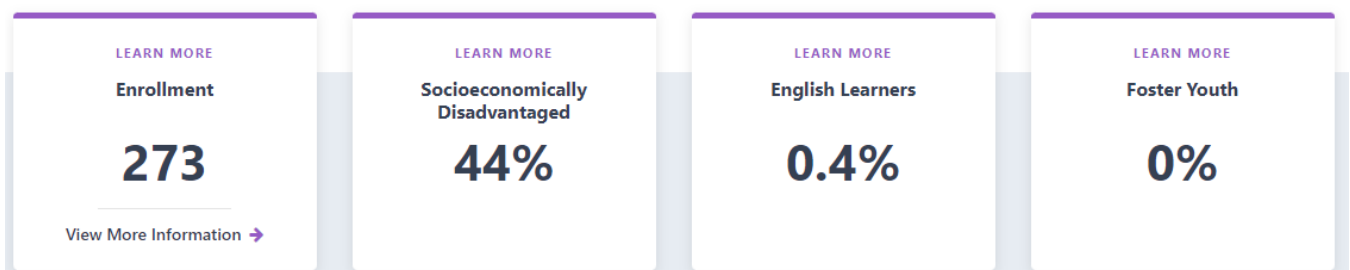 LEARN MORE
Enrollment
273
View More Information
LEARN MORE
Socioeconomically
Disadvantaged
44%
LEARN MORE
English Learners
0.4%
LEARN MORE
Foster Youth
0%